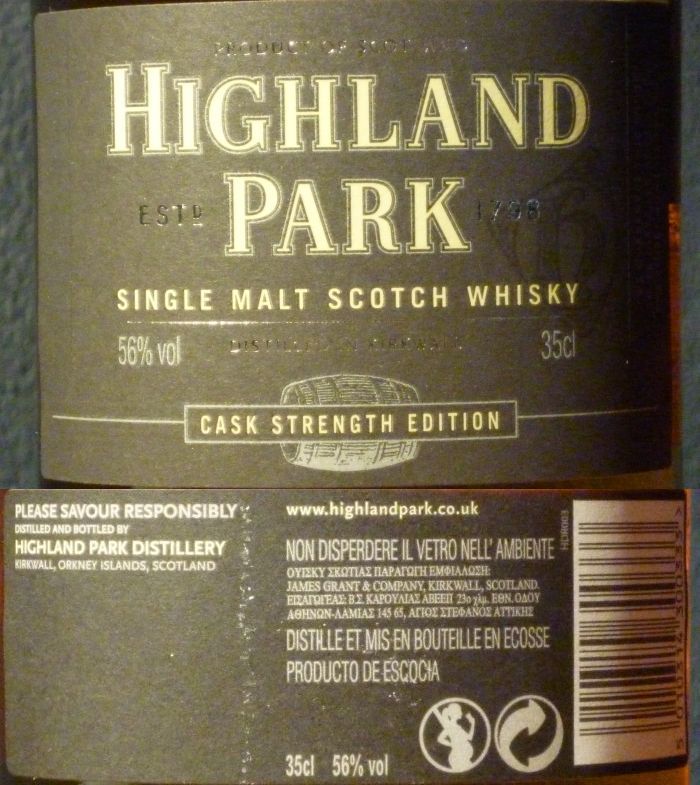 PRODUCT OF SCOTLAND
HIGHLAND
PARK
ESTD 1798
SINGLE MALT SCOTCH WHISKY
56% vol DISTILLED IN KIRKWALL 35cl
CASK STRENGTH EDITION
PLEASE SAVOUR RESPONSIBLY
DISTILLED AND BOTTLED BY
HIGHLAND PARK DISTILLERY
KIRKWALL, ORKNEY ISLANDS, SCOTLAND
www.highlandpark.co.uk
NON DISPERDERE IL VETRO NELL' AMBIENTE
ΟΥΙΣΚΥ ΣΚΩΤΙΑΣ ΠΑΡΑΓΩΓΗ ΕΜΦΙΑΛΩΣΗ:
JAMES GRANT & COMPANY, KIRKWALL, SCOTLAND.
ΕΙΣΑΓΩΓΕΑΣ: Β.Σ. ΚΑΡΟΥΛΙΑΣ ΑΒΕΕΠ 23ο χλμ. ΕΘΝ. ΟΔΟΥ
ΑΘΗΝΩΝ-ΛΑΜΙΑΣ 145 65, ΑΓΙΟΣ ΣΤΕΦΑΝΟΣ ΑΤΤΙΚΗΣ
DISTILLE ET MIS EN BOUTEILLE EN ECOSSE
PRODUCTO DE ESCOCIA
35cl 56% vol